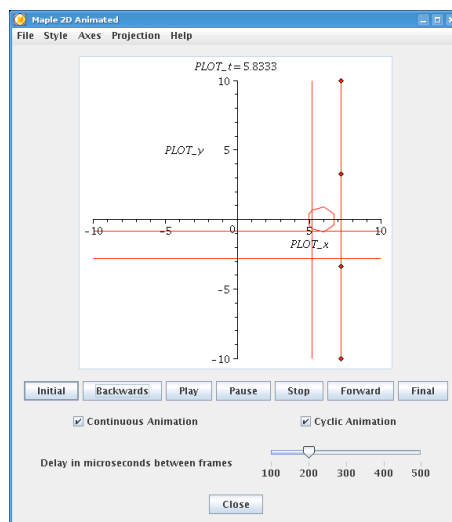 Maple 2D Animated
File Style Axes Projection Help
PLOT_t = 5.8333
10
PLOT_y
5
-10 -5 0 5 10
PLOT_x
-5
-10
Initial Backwards Play Pause Stop Forward Final
Continuous Animation Cyclic Animation
Delay in microseconds between frames
100 200 300 400 500
Close